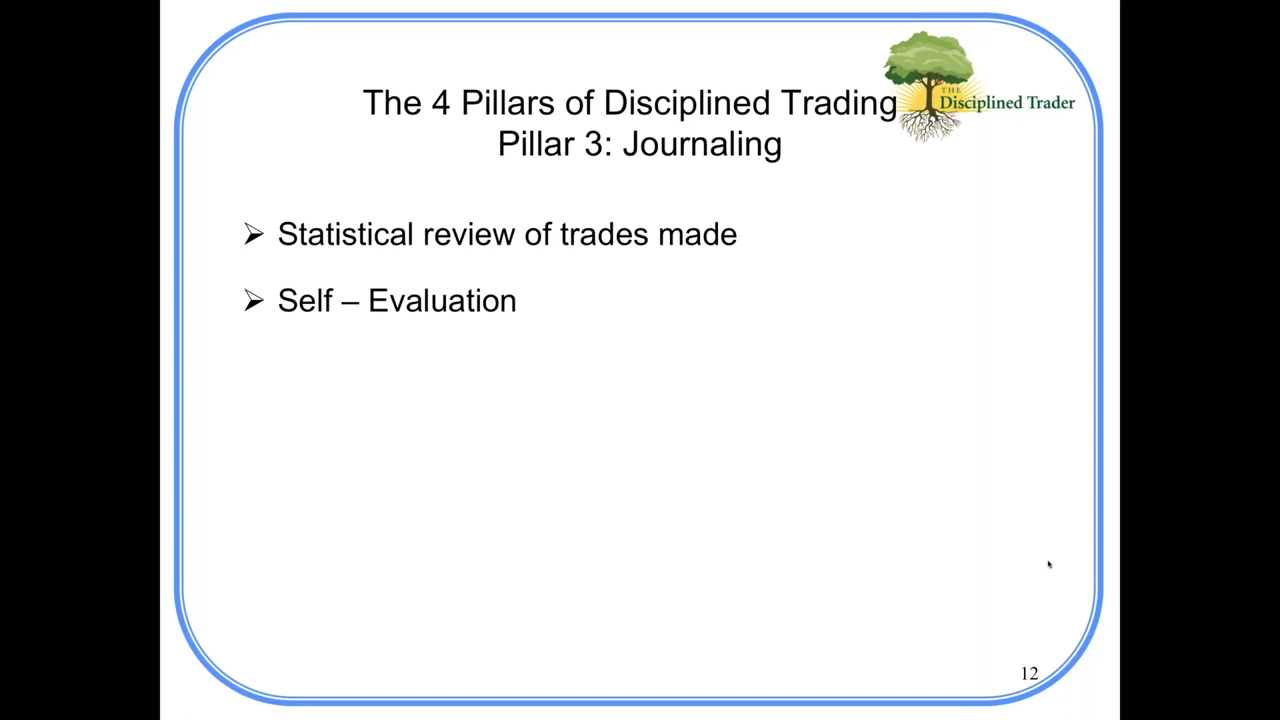 The 4 Pillars of Disciplined Trading
Pillar 3: Journaling
THE
Disciplined Trader
Statistical review of trades made
Self – Evaluation
12